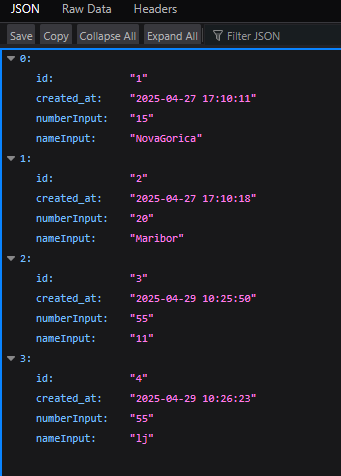 JSON Raw Data Headers
Save Copy Collapse All Expand All Filter JSON
0:
id: "1"
created_at: "2025-04-27 17:10:11"
numberInput: "15"
nameInput: "NovaGorica"
1:
id: "2"
created_at: "2025-04-27 17:10:18"
numberInput: "20"
nameInput: "Maribor"
2:
id: "3"
created_at: "2025-04-29 10:25:50"
numberInput: "55"
nameInput: "11"
3:
id: "4"
created_at: "2025-04-29 10:26:23"
numberInput: "55"
nameInput: "lj"